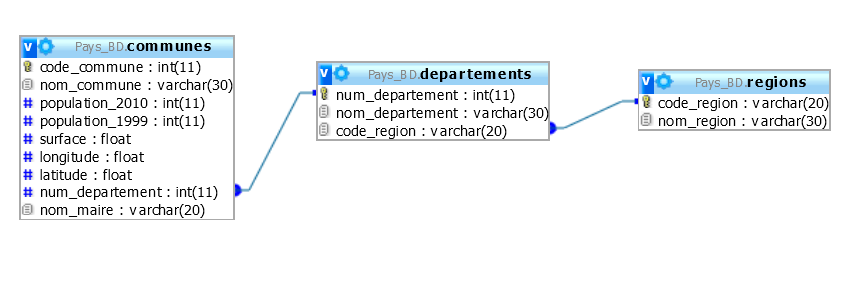 Pays_BD.communes
code_commune : int(11)
nom_commune : varchar(30)
population_2010 : int(11)
population_1999 : int(11)
surface : float
longitude : float
latitude : float
num_departement : int(11)
nom_maire : varchar(20)
Pays_BD.departements
num_departement : int(11)
nom_departement : varchar(30)
code_region : varchar(20)
Pays_BD.regions
code_region : varchar(20)
nom_region : varchar(30)